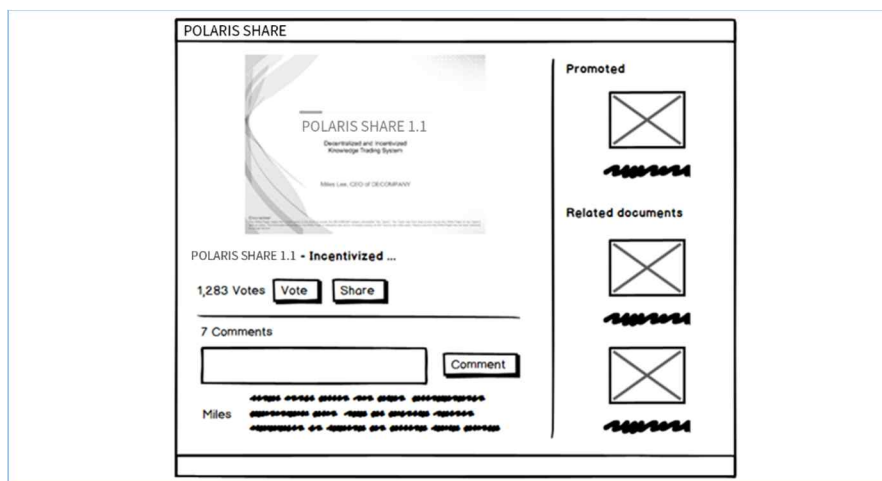 POLARIS SHARE
POLARIS SHARE 1.1
Decentralized and Incentivized
Knowledge Trading System
Miles Lee, CEO of DECOMPANY
POLARIS SHARE 1.1 - Incentivized ...
1,283 Votes Vote Share
7 Comments
Comment
Miles
Promoted
Related documents